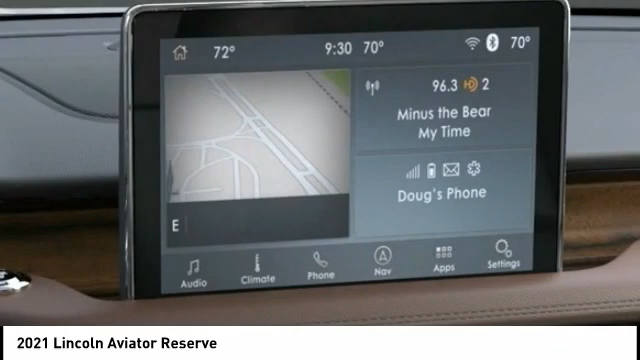 72° 9:30 70° 70°
96.3 2
Minus the Bear
My Time
Doug's Phone
E
Audio Climate Phone Nav Apps Settings
2021 Lincoln Aviator Reserve